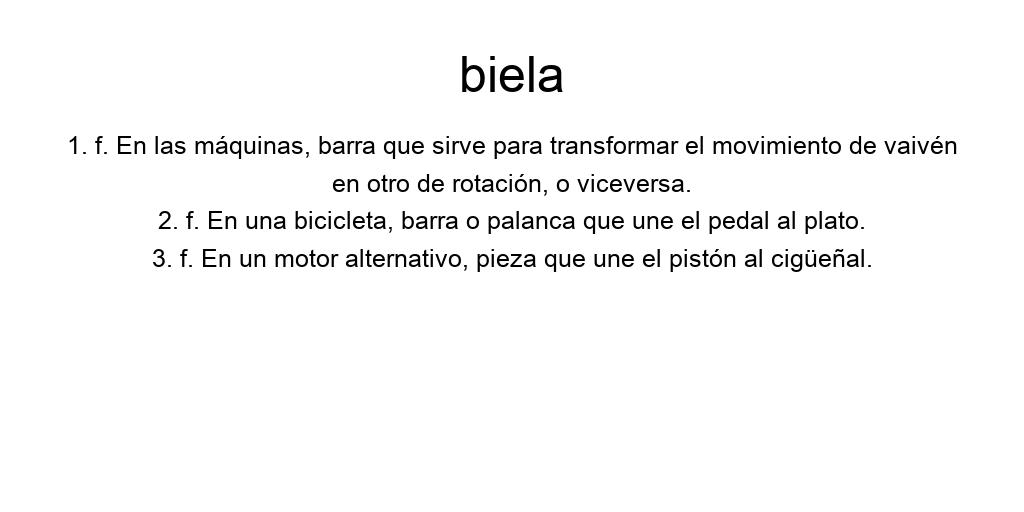 biela
1. f. En las máquinas, barra que sirve para transformar el movimiento de vaivén
en otro de rotación, o viceversa.
2. f. En una bicicleta, barra o palanca que une el pedal al plato.
3. f. En un motor alternativo, pieza que une el pistón al cigüeñal.